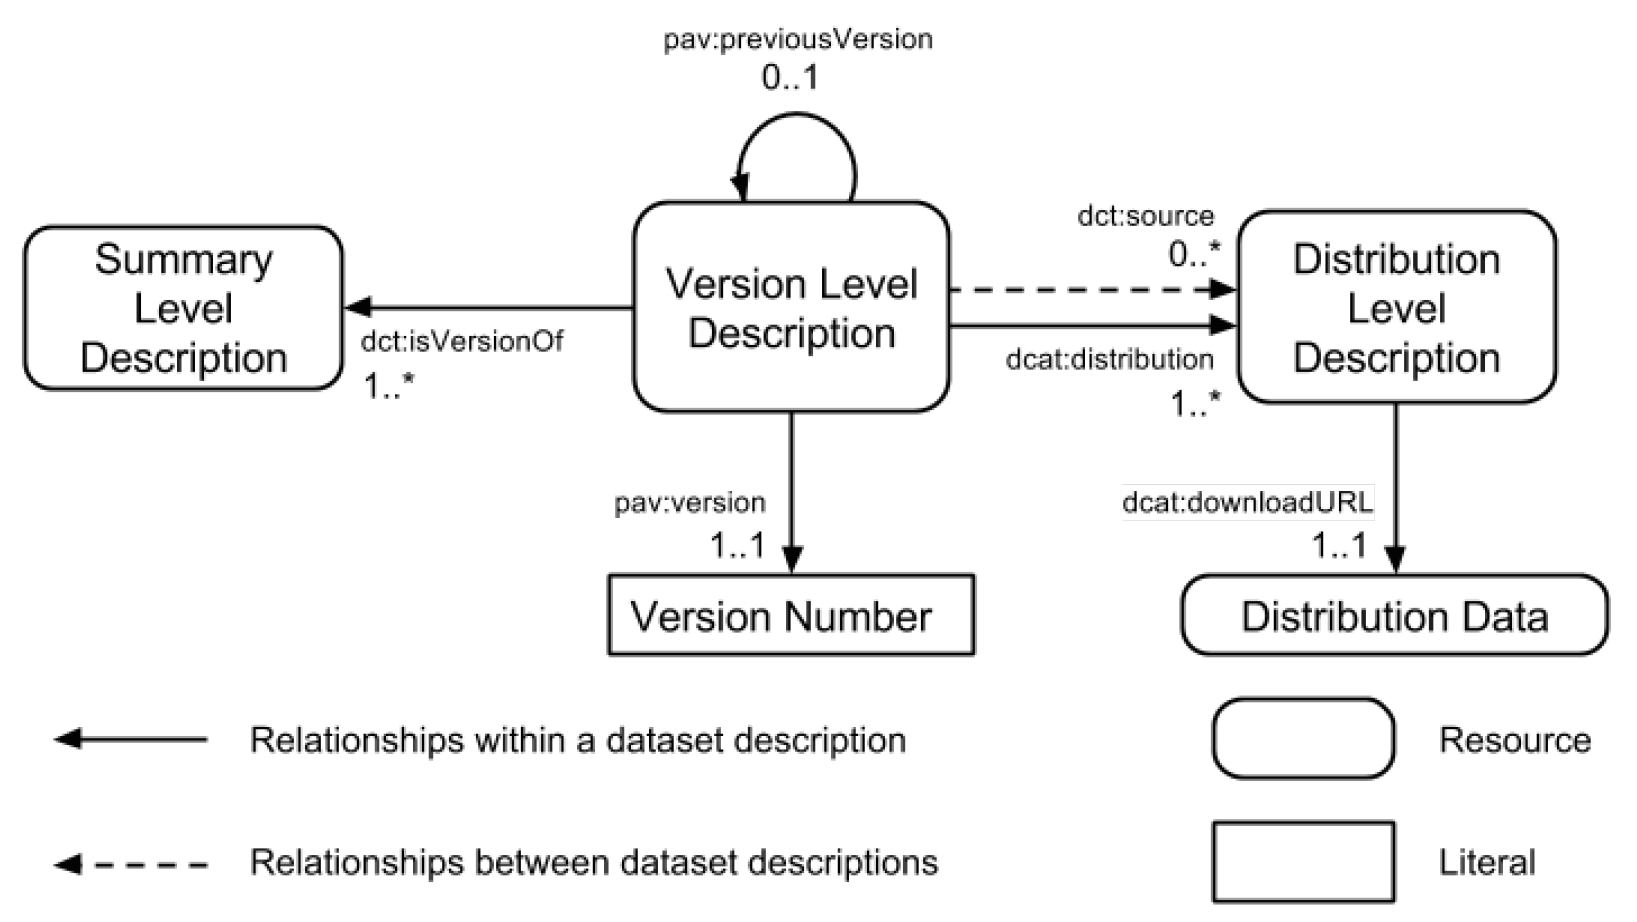 pav:previousVersion
0..1
Summary
Level
Description
dct:isVersionOf
1..*
Version Level
Description
dct:source
0..*
dcat:distribution
1..*
Distribution
Level
Description
pav:version
1..1
dcat:downloadURL
1..1
Version Number
Distribution Data
Relationships within a dataset description
Resource
Relationships between dataset descriptions
Literal